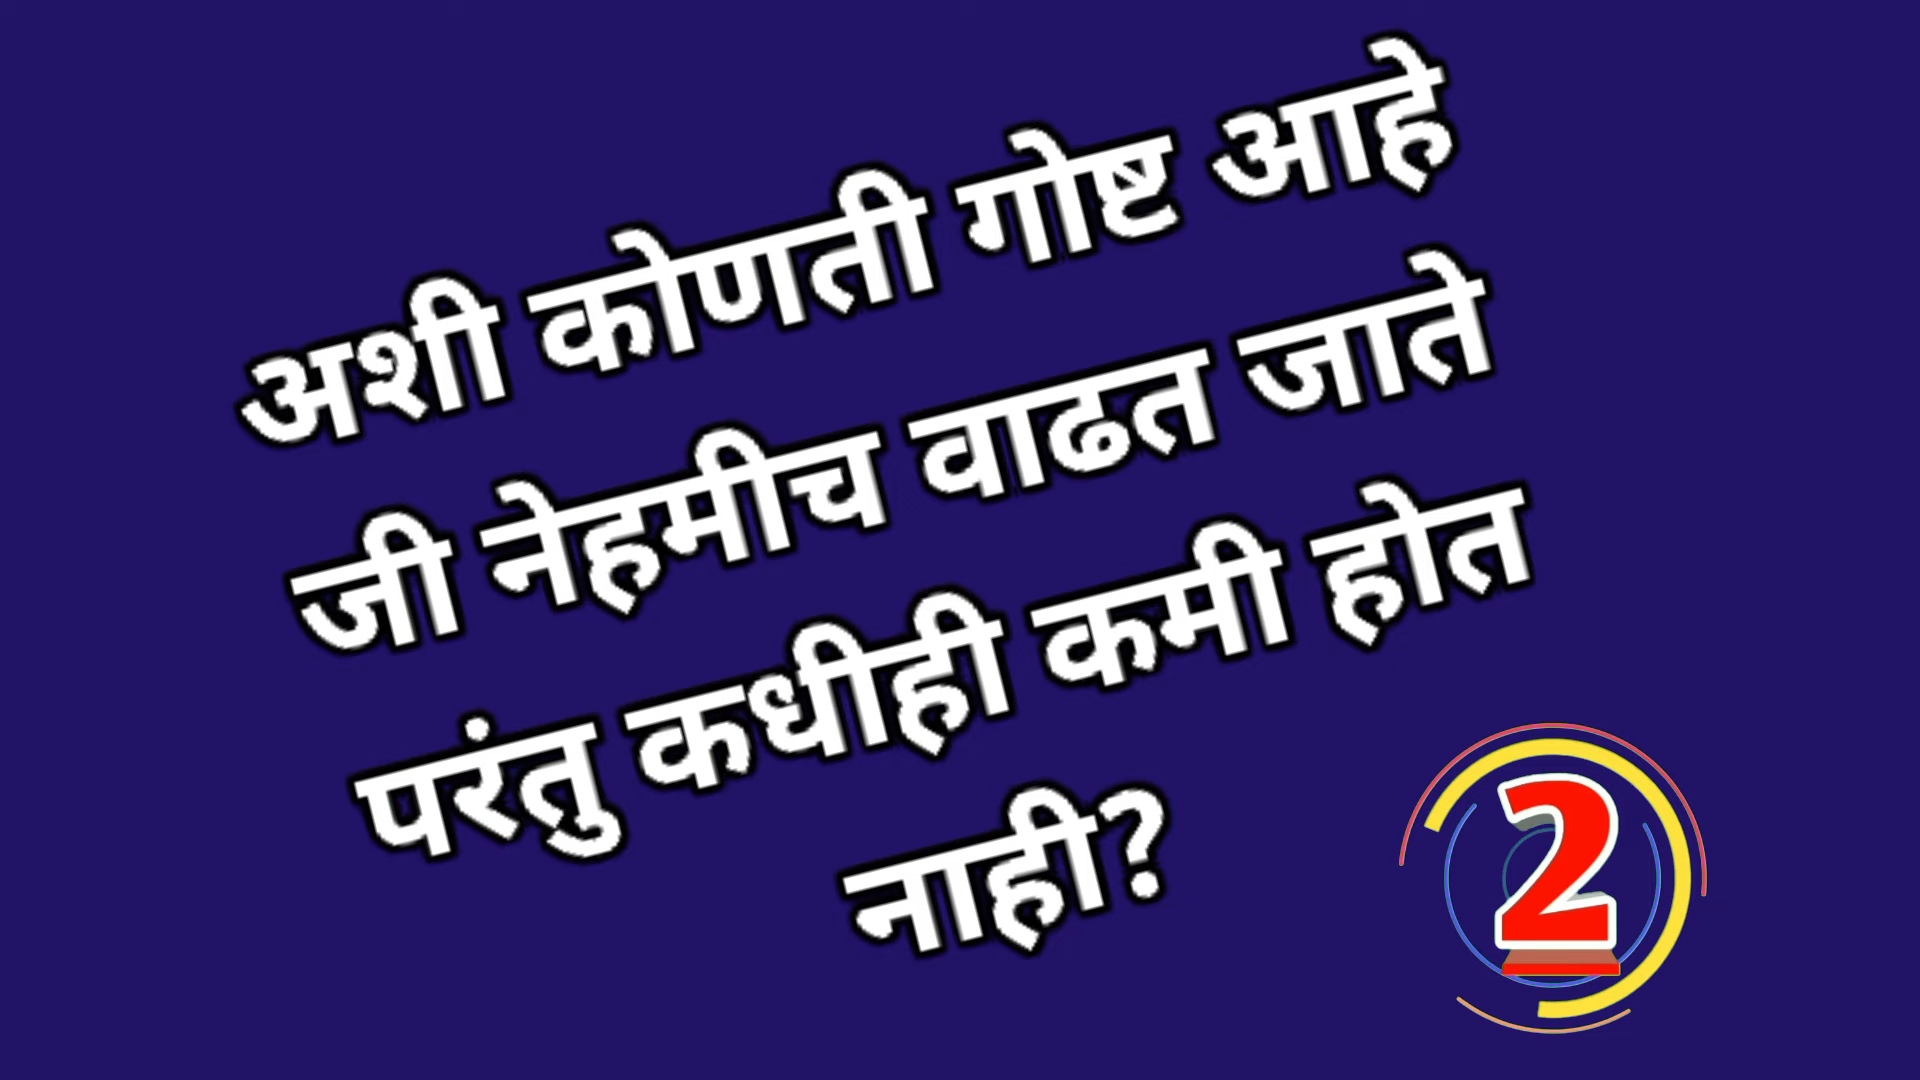 अशी कोणती गोष्ट आहे
जी नेहमीच वाढत जाते
परंतु कधीही कमी होत
नाही?
2